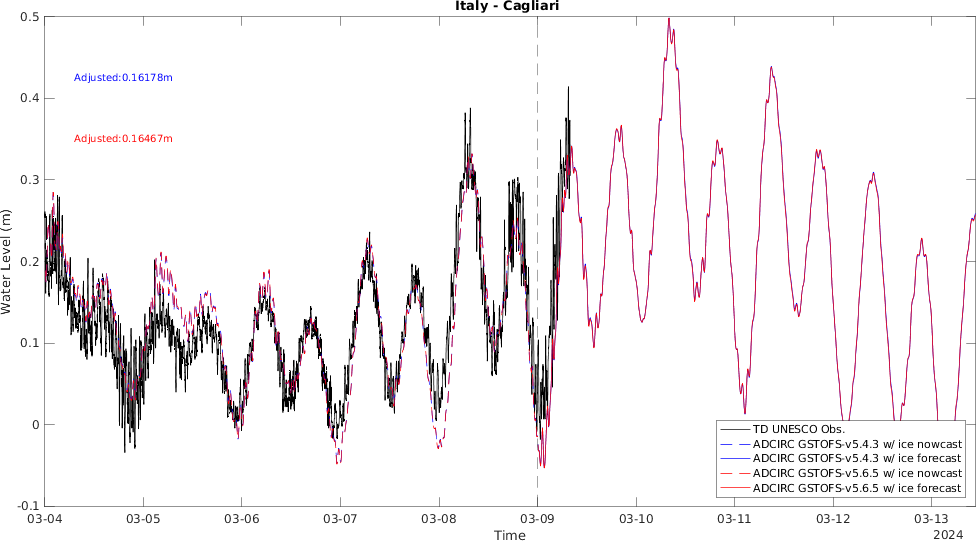 Italy - Cagliari
Adjusted:0.16178m
Adjusted:0.16467m
Water Level (m)
0.5
0.4
0.3
0.2
0.1
0
-0.1
TD UNESCO Obs.
ADCIRC GSTOFS-v5.4.3 w/ ice nowcast
ADCIRC GSTOFS-v5.4.3 w/ ice forecast
ADCIRC GSTOFS-v5.6.5 w/ ice nowcast
ADCIRC GSTOFS-v5.6.5 w/ ice forecast
03-04 03-05 03-06 03-07 03-08 03-09 03-10 03-11 03-12 03-13
2024
Time